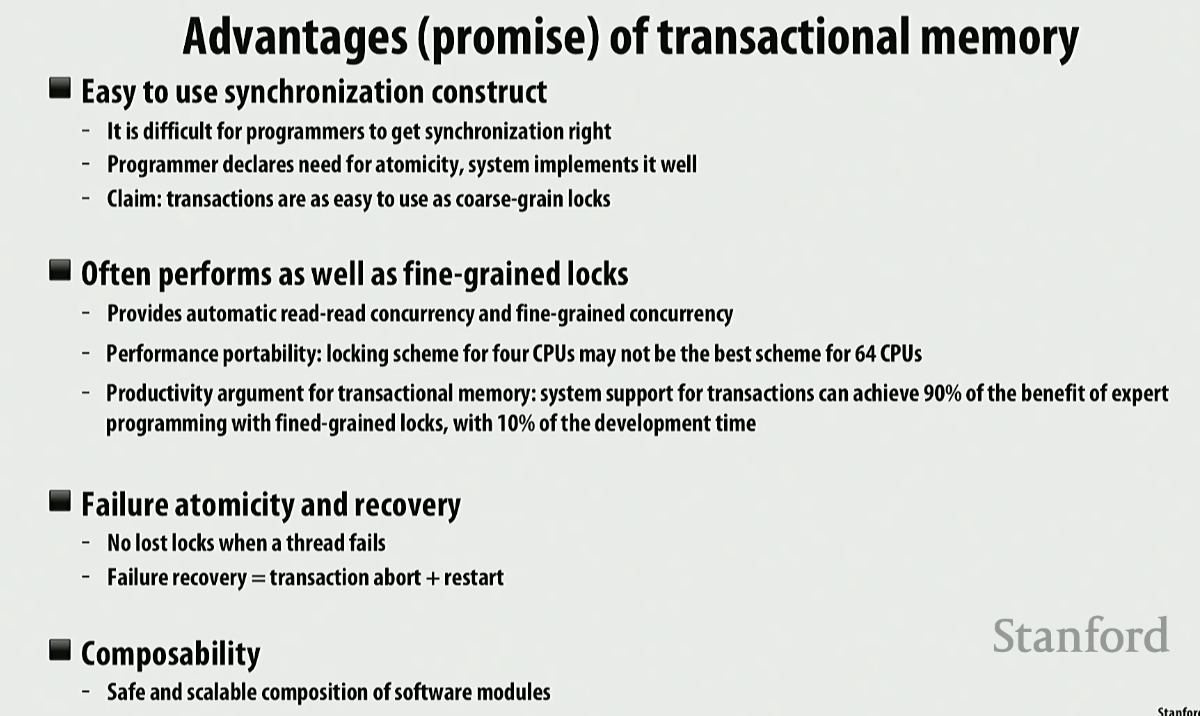 Advantages (promise) of transactional memory
Easy to use synchronization construct
- It is difficult for programmers to get synchronization right
- Programmer declares need for atomicity, system implements it well
- Claim: transactions are as easy to use as coarse-grain locks
Often performs as well as fine-grained locks
- Provides automatic read-read concurrency and fine-grained concurrency
- Performance portability: locking scheme for four CPUs may not be the best scheme for 64 CPUs
- Productivity argument for transactional memory: system support for transactions can achieve 90% of the benefit of expert
programming with fined-grained locks, with 10% of the development time
Failure atomicity and recovery
- No lost locks when a thread fails
- Failure recovery = transaction abort + restart
Composability
- Safe and scalable composition of software modules
Stanford
Stanford